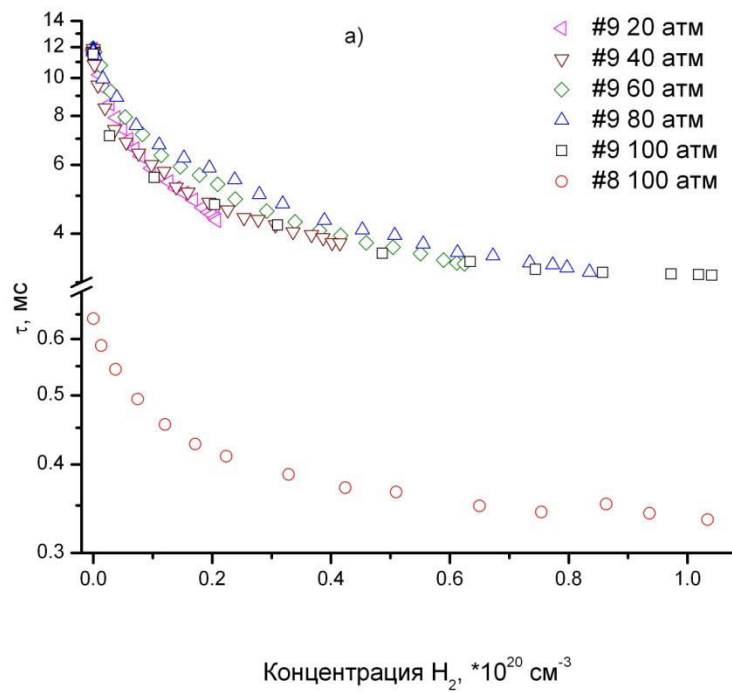 14
12
10
8
6
4
0.6
0.5
0.4
0.3
τ, мс
а)
#9 20 атм
#9 40 атм
#9 60 атм
#9 80 атм
#9 100 атм
#8 100 атм
0.0 0.2 0.4 0.6 0.8 1.0
Концентрация H₂, *10²⁰ см⁻³